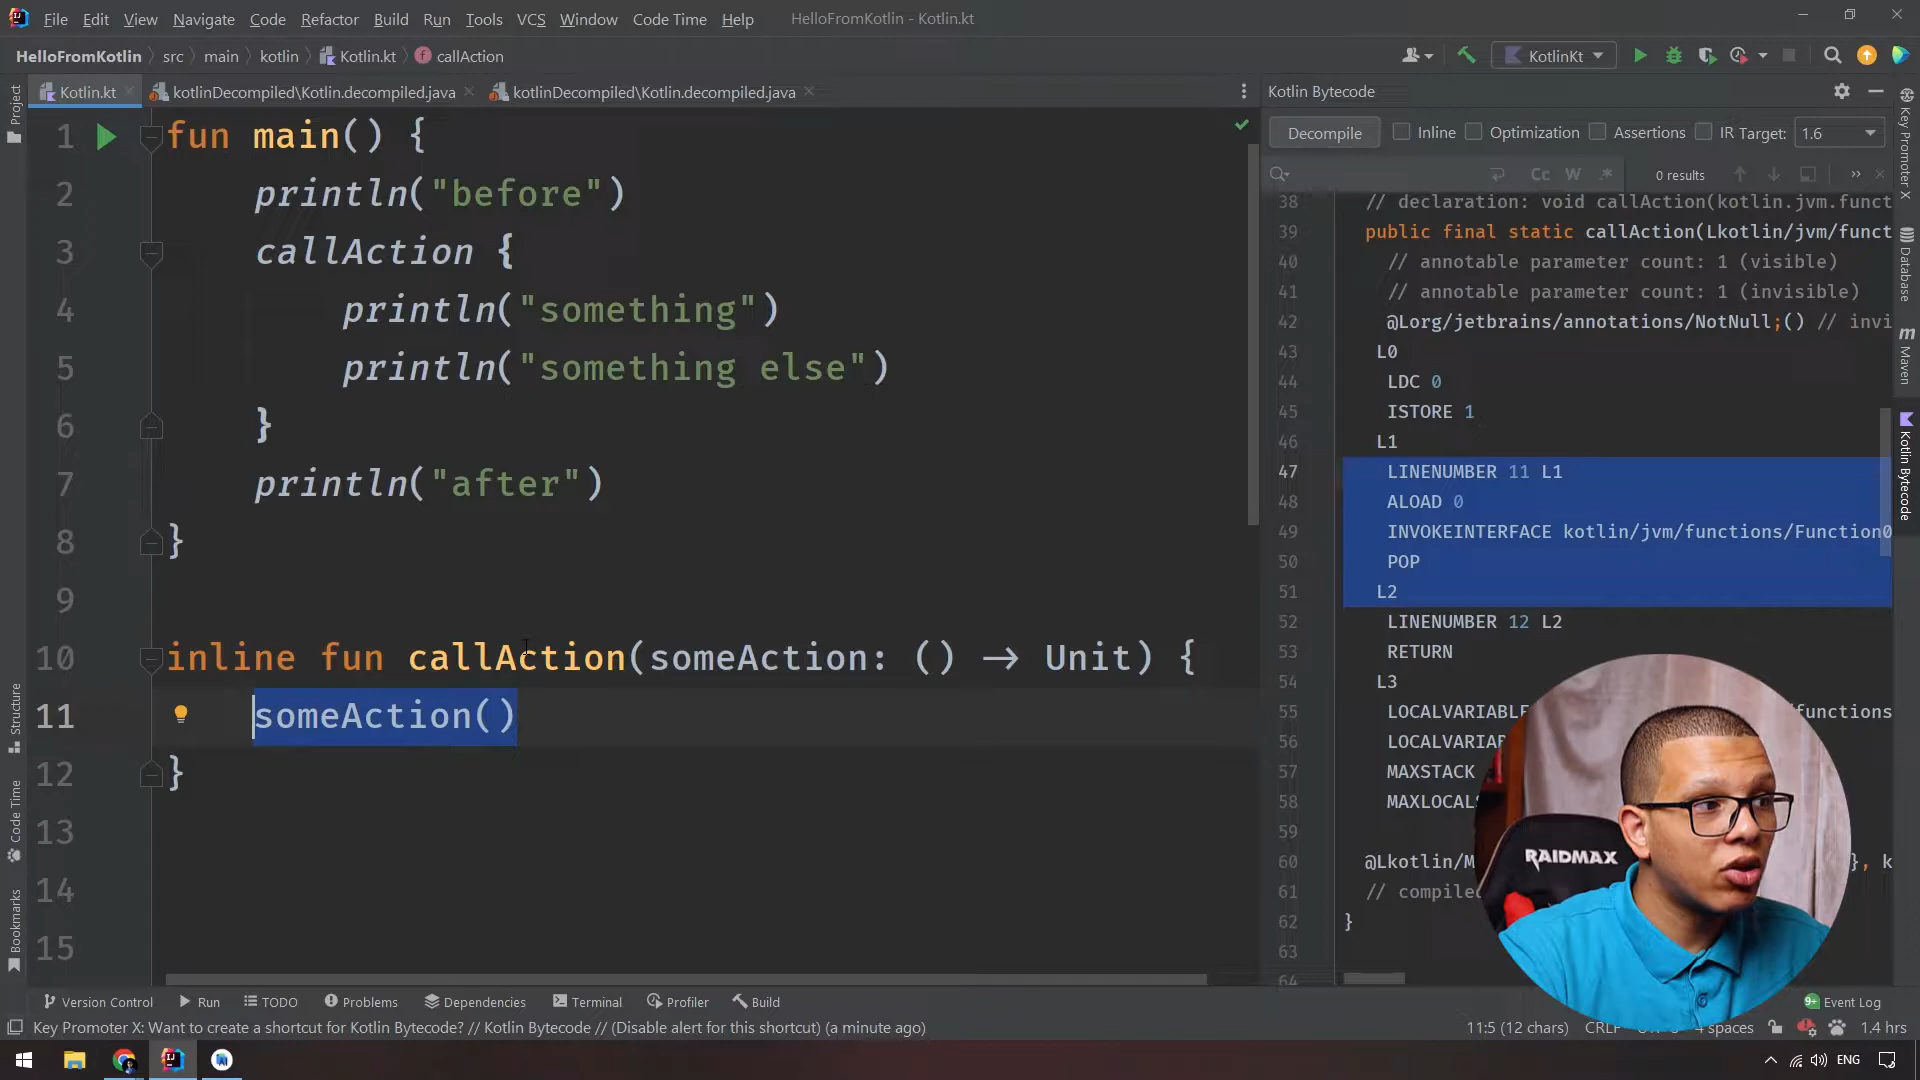 File Edit View Navigate Code Refactor Build Run Tools VCS Window Code Time Help HelloFromKotlin - Kotlin.kt
HelloFromKotlin src main kotlin Kotlin.kt callAction KotlinKt
Kotlin.kt kotlinDecompiled\Kotlin.decompiled.java kotlinDecompiled\Kotlin.decompiled.java
Kotlin Bytecode
Decompile Inline Optimization Assertions IR Target: 1.6
Cc W .* 0 results
1 fun main() {
2 println("before")
3 callAction {
4 println("something")
5 println("something else")
6 }
7 println("after")
8 }
9
10 inline fun callAction(someAction: () → Unit) {
11 someAction()
12 }
13
14
15
38 // declaration: void callAction(kotlin.jvm.funct
39 public final static callAction(Lkotlin/jvm/funct
40 // annotable parameter count: 1 (visible)
41 // annotable parameter count: 1 (invisible)
42 @Lorg/jetbrains/annotations/NotNull;() // invi
43 L0
44 LDC 0
45 ISTORE 1
46 L1
47 LINENUMBER 11 L1
48 ALOAD 0
49 INVOKEINTERFACE kotlin/jvm/functions/Function0
50 POP
51 L2
52 LINENUMBER 12 L2
53 RETURN
54 L3
55 LOCALVARIABLE functions
56 LOCALVARIAB
57 MAXSTACK
58 MAXLOCALS
59
60 @Lkotlin/M }, k
61 // compiled
62 }
63
64
RAIDMAX
Project
Structure
Code Time
Bookmarks
Key Promoter X
Database
Maven
Kotlin Bytecode
Version Control Run TODO Problems Dependencies Terminal Profiler Build 9+ Event Log
Key Promoter X: Want to create a shortcut for Kotlin Bytecode? // Kotlin Bytecode // (Disable alert for this shortcut) (a minute ago) 11:5 (12 chars) CRLF 4 spaces 1.4 hrs
ENG